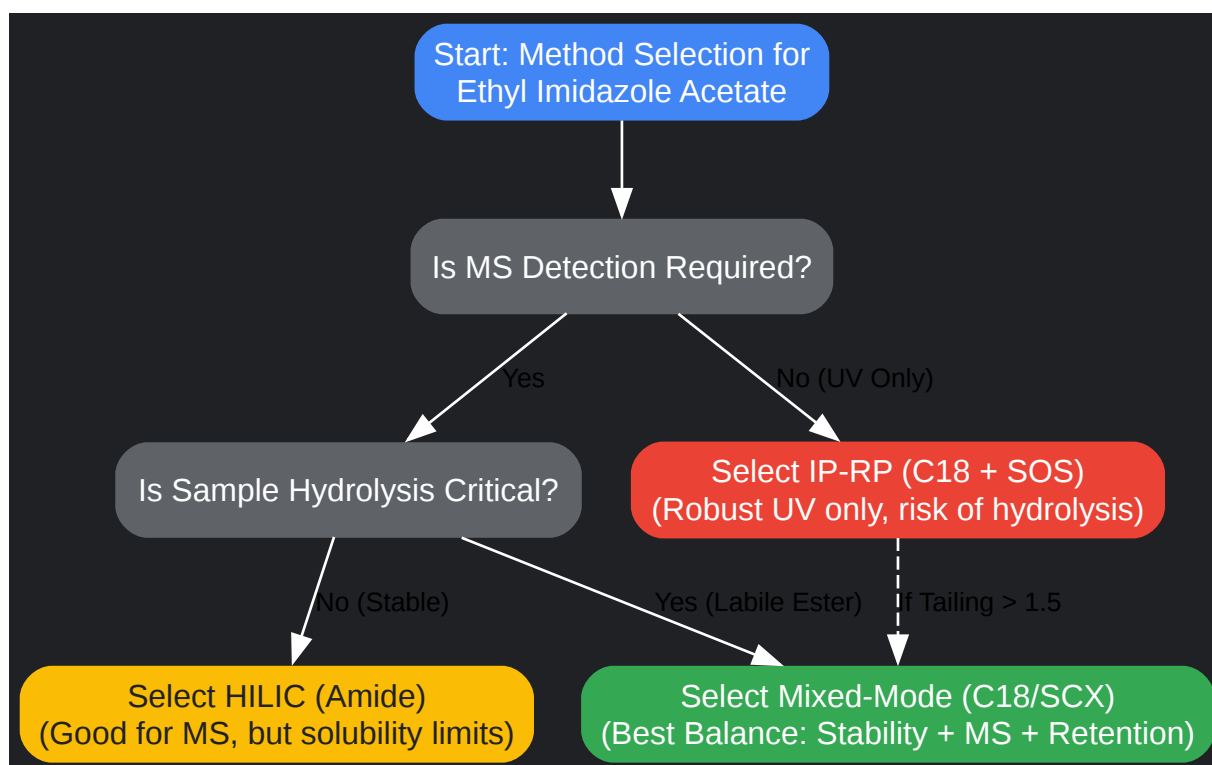 Start: Method Selection for
Ethyl Imidazole Acetate
Is MS Detection Required?
Yes
No (UV Only)
Is Sample Hydrolysis Critical?
Select IP-RP (C18 + SOS)
(Robust UV only, risk of hydrolysis)
No (Stable)
Yes (Labile Ester)
If Tailing > 1.5
Select HILIC (Amide)
(Good for MS, but solubility limits)
Select Mixed-Mode (C18/SCX)
(Best Balance: Stability + MS + Retention)